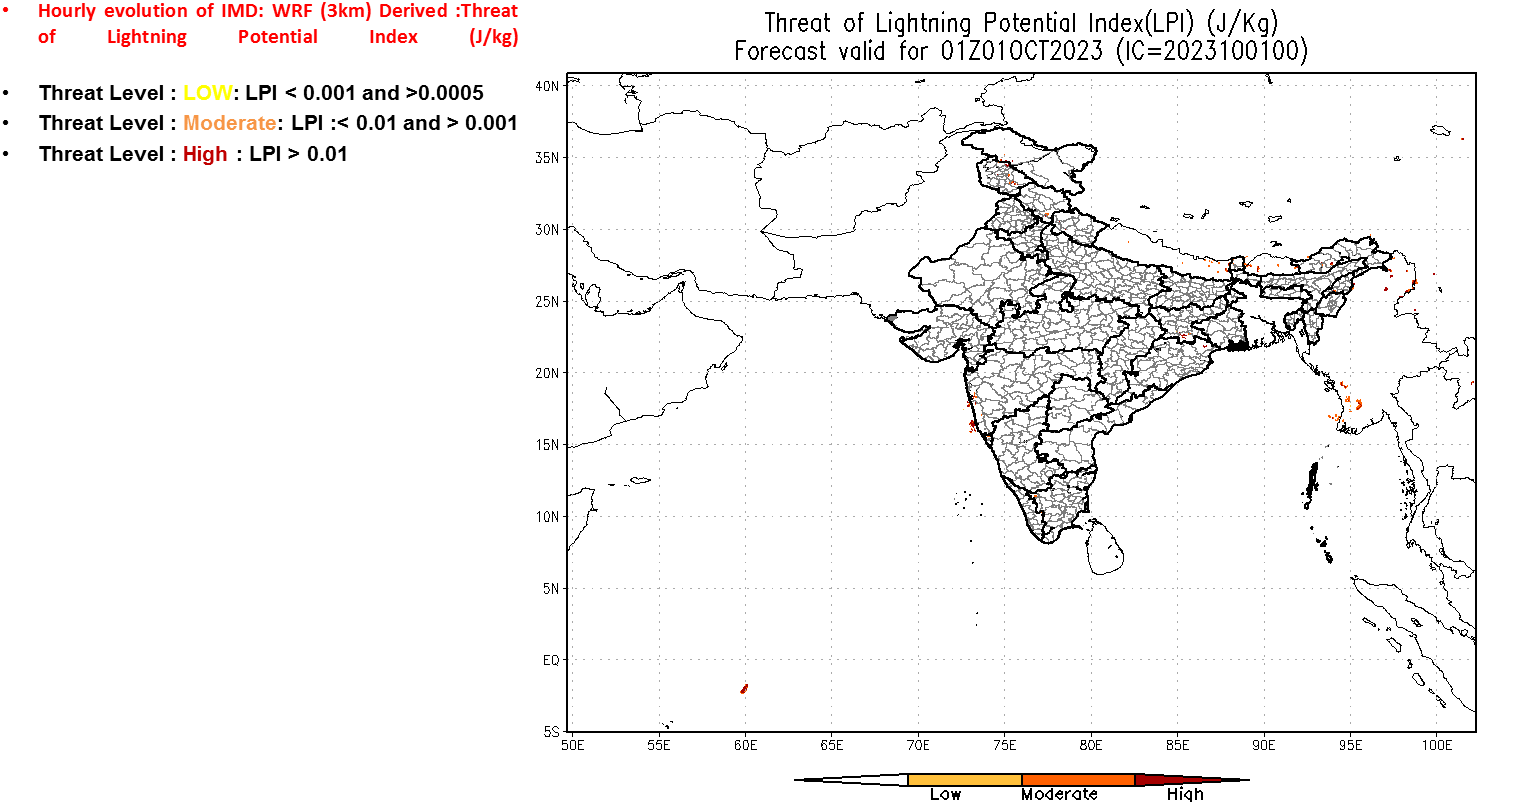 • Hourly evolution of IMD: WRF (3km) Derived :Threat
of Lightning Potential Index (J/kg)
• Threat Level : LOW: LPI < 0.001 and >0.0005
• Threat Level : Moderate: LPI :< 0.01 and > 0.001
• Threat Level : High : LPI > 0.01
Threat of Lightning Potential Index(LPI) (J/Kg)
Forecast valid for 01Z01OCT2023 (IC=2023100100)
40N
35N
30N
25N
20N
15N
10N
5N
EQ
5S
50E 55E 60E 65E 70E 75E 80E 85E 90E 95E 100E
Low Moderate High